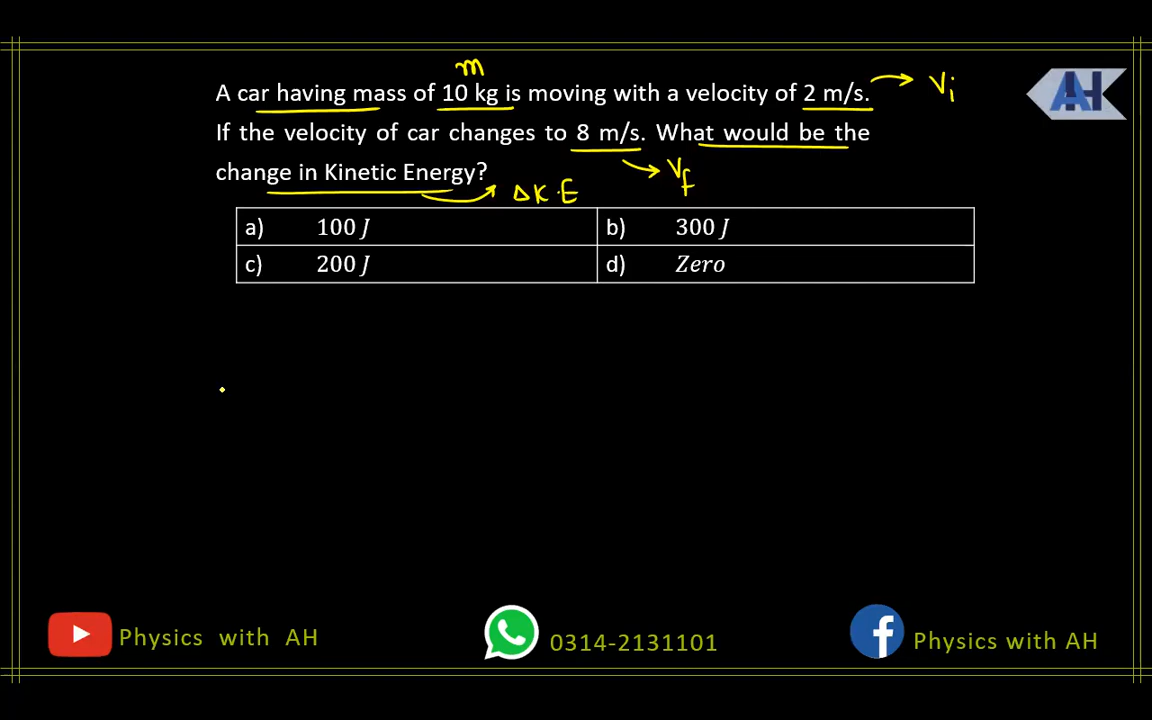 m
A car having mass of 10 kg is moving with a velocity of 2 m/s. → Vi
If the velocity of car changes to 8 m/s. What would be the
→ Vf
change in Kinetic Energy? → ΔK.E
a) 100 J b) 300 J
c) 200 J d) Zero
AH
Physics with AH 0314-2131101 Physics with AH